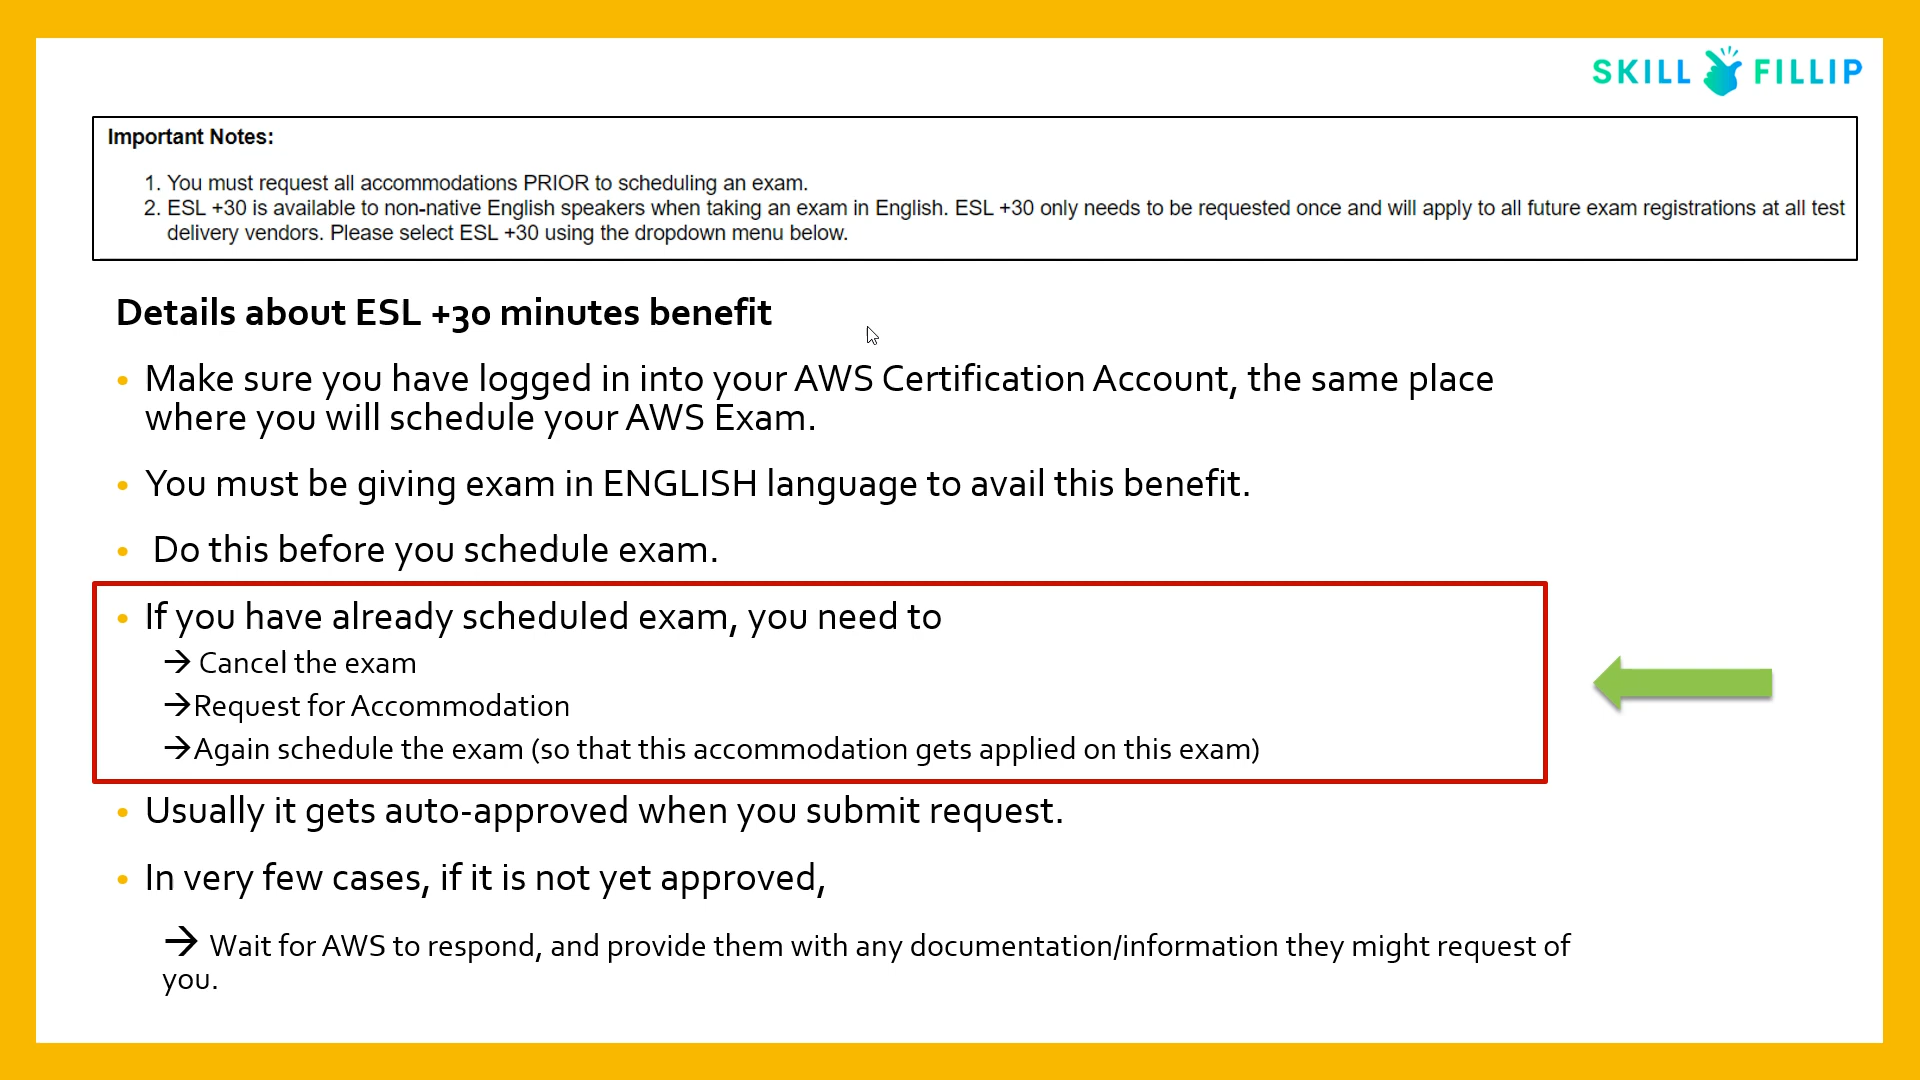 SKILL FILLIP
Important Notes:
1. You must request all accommodations PRIOR to scheduling an exam.
2. ESL +30 is available to non-native English speakers when taking an exam in English. ESL +30 only needs to be requested once and will apply to all future exam registrations at all test
delivery vendors. Please select ESL +30 using the dropdown menu below.
Details about ESL +30 minutes benefit
• Make sure you have logged in into your AWS Certification Account, the same place
where you will schedule your AWS Exam.
• You must be giving exam in ENGLISH language to avail this benefit.
• Do this before you schedule exam.
• If you have already scheduled exam, you need to
→ Cancel the exam
→Request for Accommodation
→Again schedule the exam (so that this accommodation gets applied on this exam)
• Usually it gets auto-approved when you submit request.
• In very few cases, if it is not yet approved,
→ Wait for AWS to respond, and provide them with any documentation/information they might request of
you.